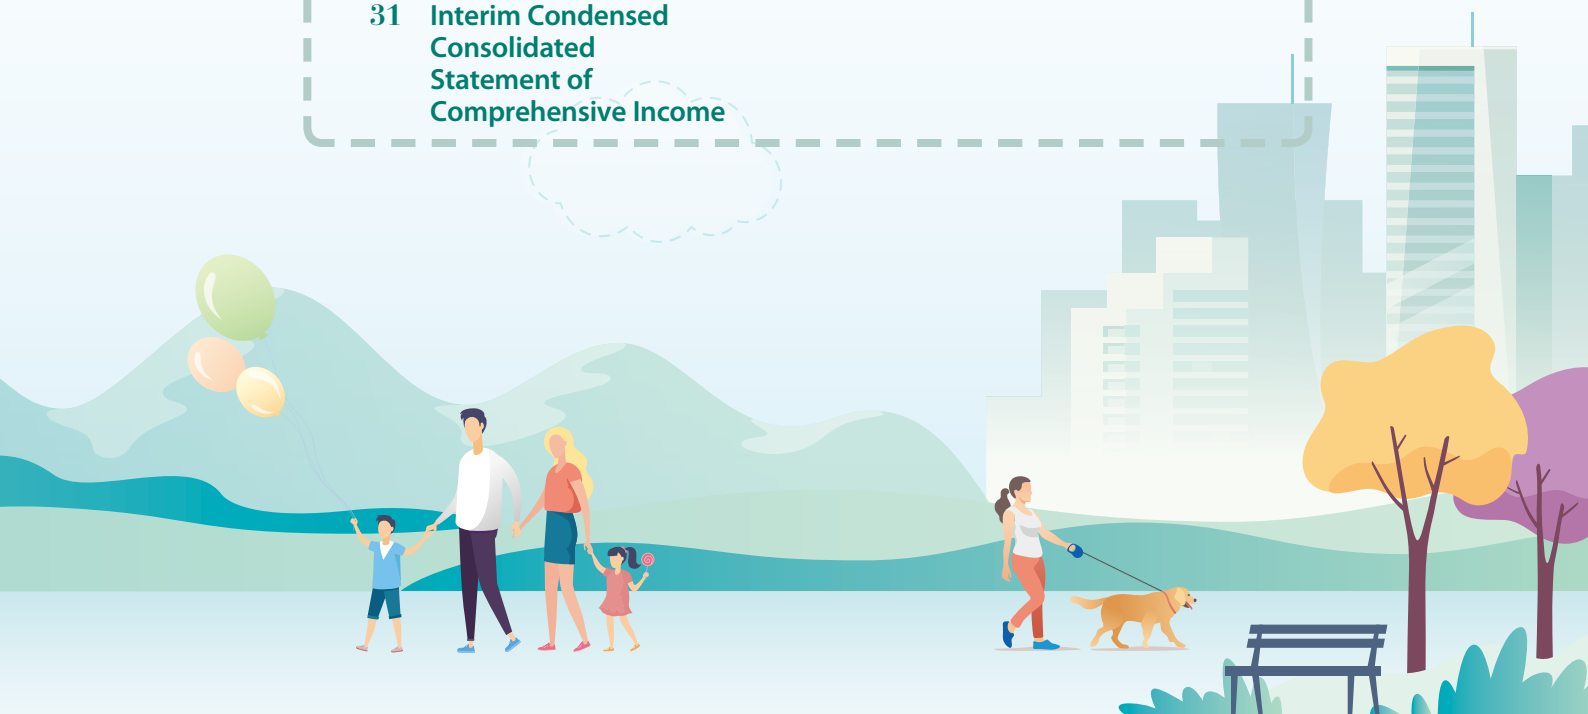 31 Interim Condensed
Consolidated
Statement of
Comprehensive Income